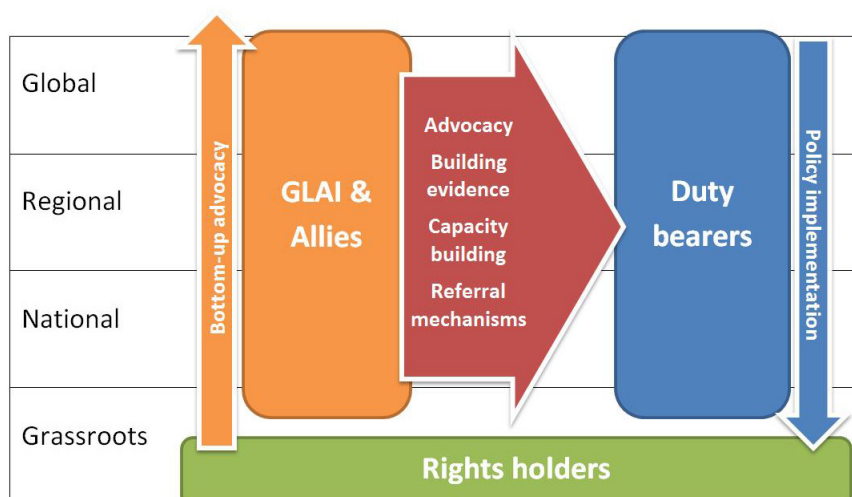 Global
Regional
National
Grassroots
Bottom-up advocacy
GLAI &
Allies
Advocacy
Building
evidence
Capacity
building
Referral
mechanisms
Duty
bearers
Policy implementation
Rights holders